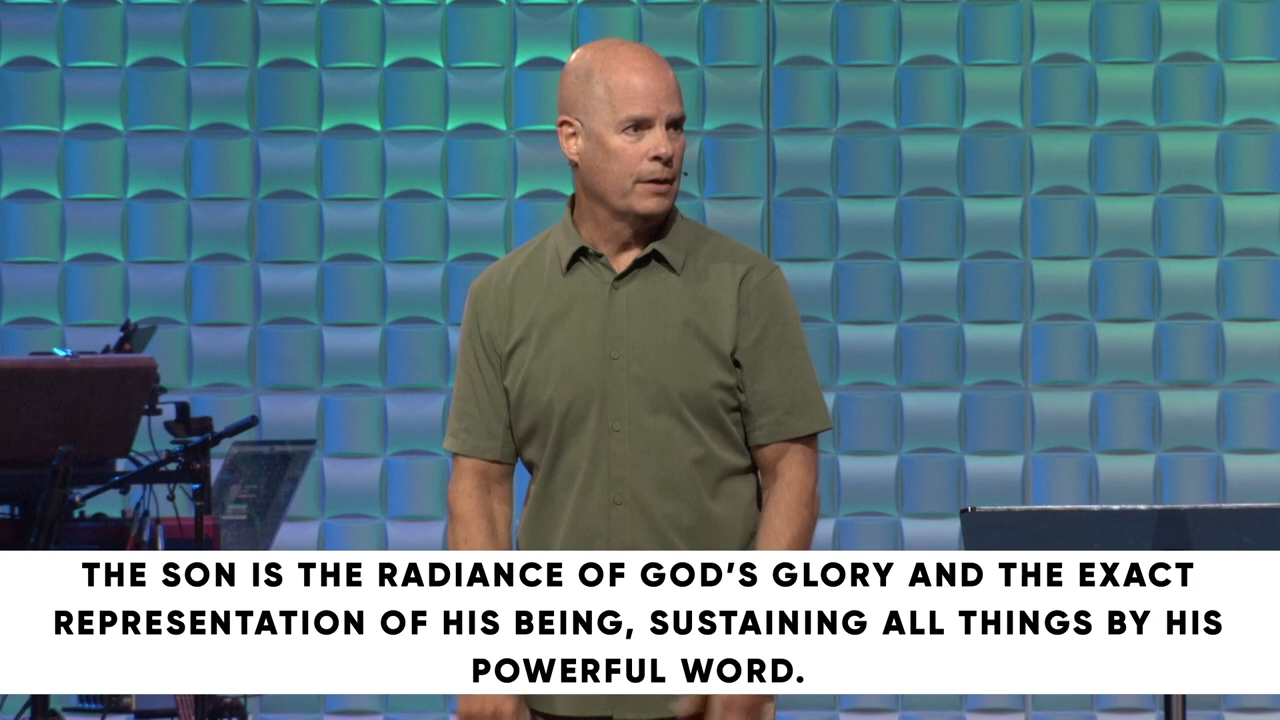 THE SON IS THE RADIANCE OF GOD’S GLORY AND THE EXACT
REPRESENTATION OF HIS BEING, SUSTAINING ALL THINGS BY HIS
POWERFUL WORD.